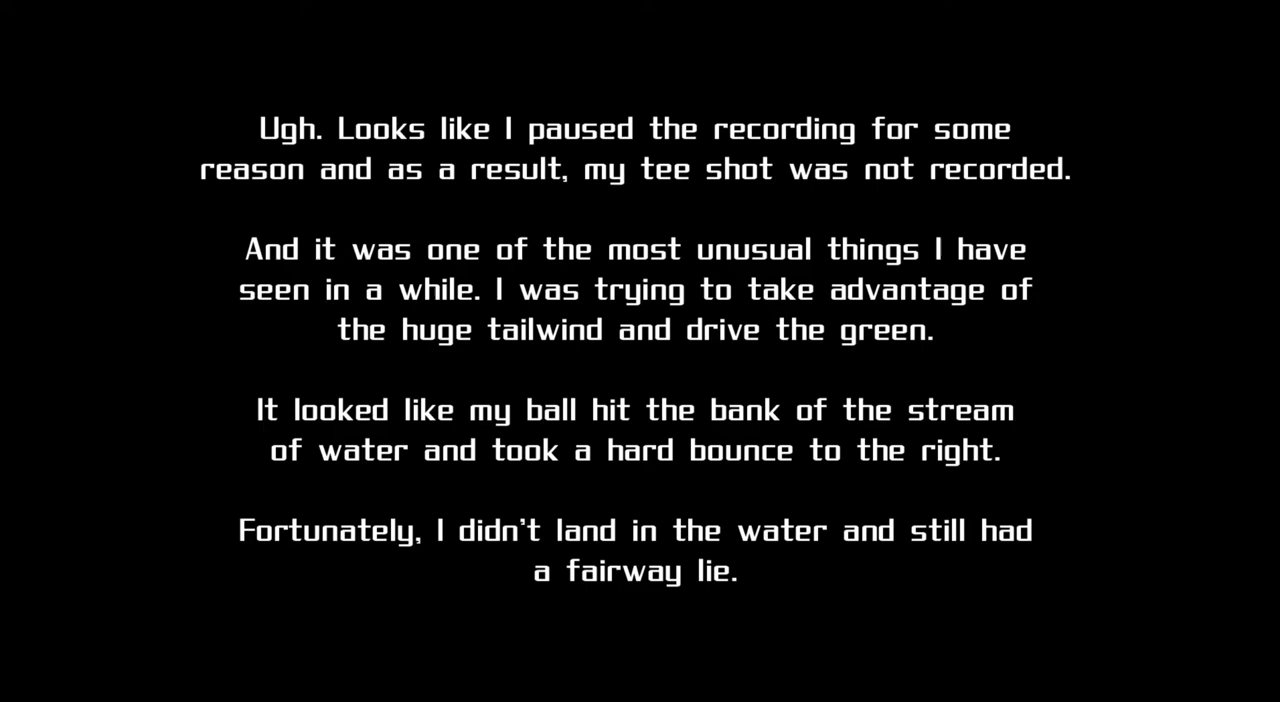 Ugh. Looks like I paused the recording for some
reason and as a result, my tee shot was not recorded.
And it was one of the most unusual things I have
seen in a while. I was trying to take advantage of
the huge tailwind and drive the green.
It looked like my ball hit the bank of the stream
of water and took a hard bounce to the right.
Fortunately, I didn't land in the water and still had
a fairway lie.